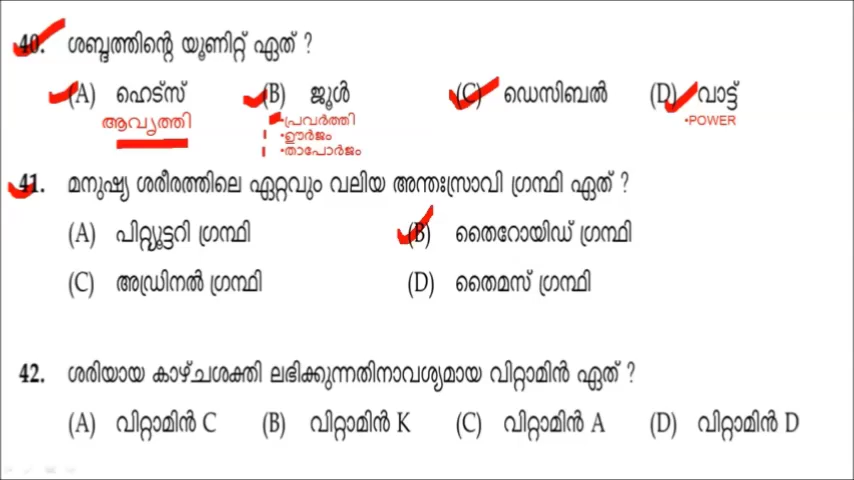 40. ശബ്ദത്തിന്റെ യൂണിറ്റ് ഏത് ?
(A) ഹെട്സ് (B) ജൂൾ (C) ഡെസിബൽ (D) വാട്ട്
ആവൃത്തി •പ്രവർത്തി •POWER
•ഊർജം
•താപോർജം
41. മനുഷ്യ ശരീരത്തിലെ ഏറ്റവും വലിയ അന്തഃസ്രാവി ഗ്രന്ഥി ഏത് ?
(A) പിറ്റ്യൂട്ടറി ഗ്രന്ഥി (B) തൈറോയിഡ് ഗ്രന്ഥി
(C) അഡ്രിനൽ ഗ്രന്ഥി (D) തൈമസ് ഗ്രന്ഥി
42. ശരിയായ കാഴ്ചശക്തി ലഭിക്കുന്നതിനാവശ്യമായ വിറ്റാമിൻ ഏത് ?
(A) വിറ്റാമിൻ C (B) വിറ്റാമിൻ K (C) വിറ്റാമിൻ A (D) വിറ്റാമിൻ D